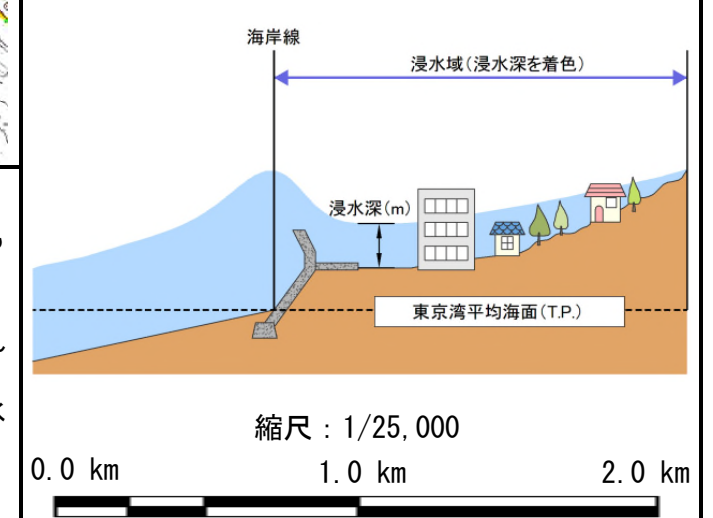 海岸線
浸水域(浸水深を着色)
浸水深(m)
東京湾平均海面(T.P.)
縮尺：1/25,000
0.0 km 1.0 km 2.0 km